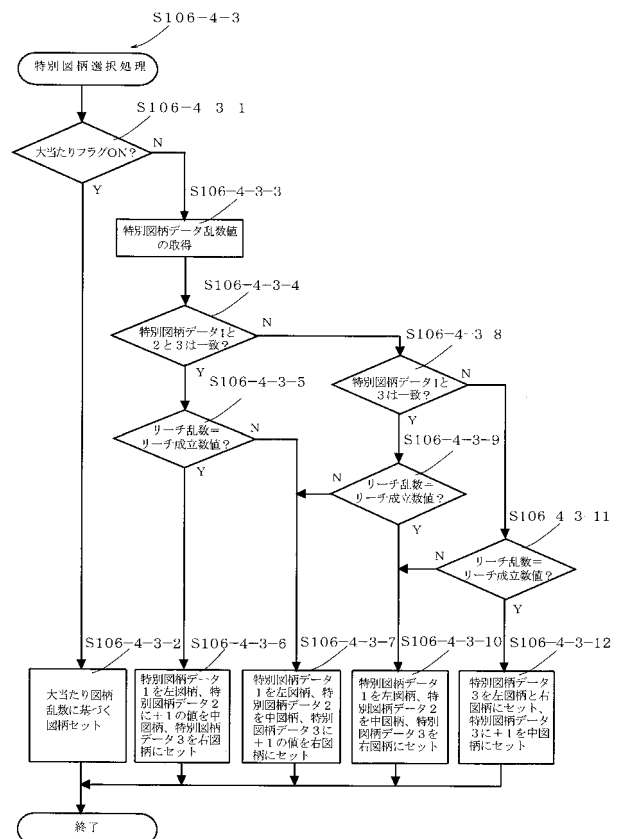 S106-4-3
特別図柄選択処理
S106-4 3 1
大当たりフラグON？
N
Y
S106-4-3-3
特別図柄データ乱数値
の取得
S106-4-3-4
特別図柄データ1と
2と3は一致？
N
Y
S106-4-3-8
特別図柄データ1と
3は一致？
N
Y
S106-4-3-5
リーチ乱数＝
リーチ成立数値？
N
Y
S106-4-3-9
リーチ乱数＝
リーチ成立数値？
N
Y
S106 4-3-11
リーチ乱数＝
リーチ成立数値？
N
Y
S106-4-3-2
大当たり図柄
乱数に基づく
図柄セット
S106-4-3-6
特別図柄データ
1を左図柄、特
別図柄データ2
に+1の値を中
図柄、特別図柄
データ3を右図
柄にセット
S106-4-3-7
特別図柄データ
1を左図柄、特
別図柄データ2
を中図柄、特別
図柄データ3に
+1の値を右図
柄にセット
S106-4-3-10
特別図柄データ
1を左図柄、特
別図柄データ2
を中図柄、特別
図柄データ3を
右図柄にセット
S106-4-3-12
特別図柄データ
3を左図柄と右
図柄にセット、
特別図柄データ
3に+1を中図
柄にセット
終了